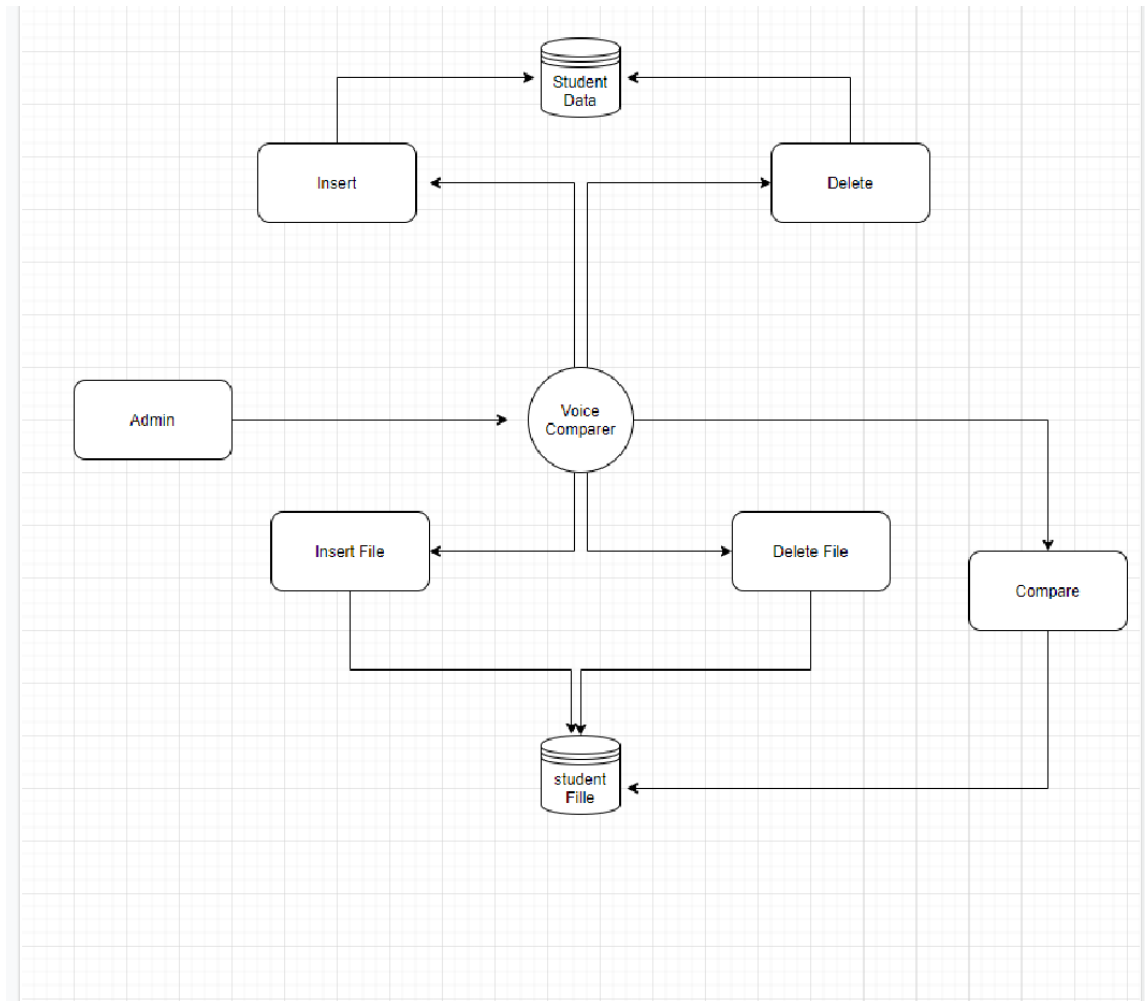 Student
Data
Insert
Delete
Admin
Voice
Comparer
Insert File
Delete File
Compare
student
Fille